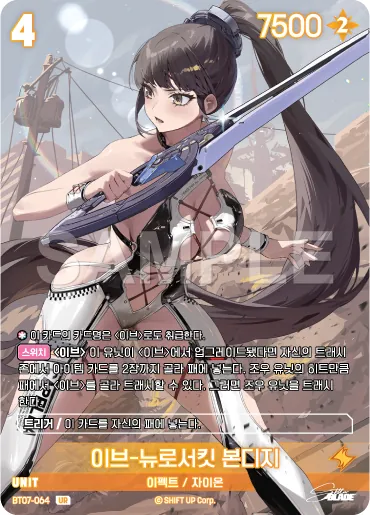 4
7500 2
SAMPLE
이 카드의 카드명은 <이브>로도 취급한다.
스위치 <이브> 이 유닛이 <이브>에서 업그레이드됐다면 자신의 트래시
존에서 아이템 카드를 2장까지 골라 패에 넣는다. 조우 유닛의 히트만큼
패에서 <이브>를 골라 트래시할 수 있다. 그러면 조우 유닛을 트래시
한다.
트리거 / 이 카드를 자신의 패에 넣는다.
이브-뉴로서킷 본디지
UNIT
이펙트 / 자이온
BT07-064 UR
© SHIFT UP Corp.
Stellar BLADE